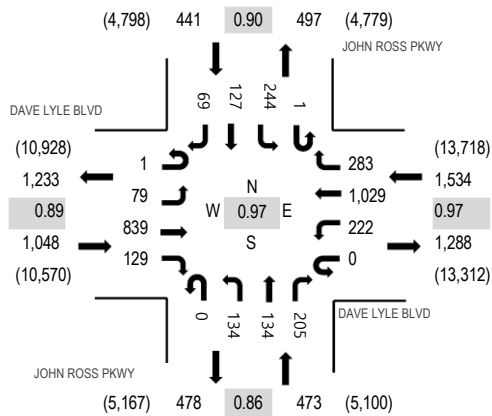 (4,798) 441 0.90 497 (4,779)
JOHN ROSS PKWY
69 127 244 1
DAVE LYLE BLVD
(10,928) (13,718)
1 283
1,233 1,534
79 N 1,029
0.89 W 0.97 E 0.97
839 S 222
1,048 1,288
129 0
(10,570) (13,312)
0 134 134 205
DAVE LYLE BLVD
JOHN ROSS PKWY
(5,167) 478 0.86 473 (5,100)